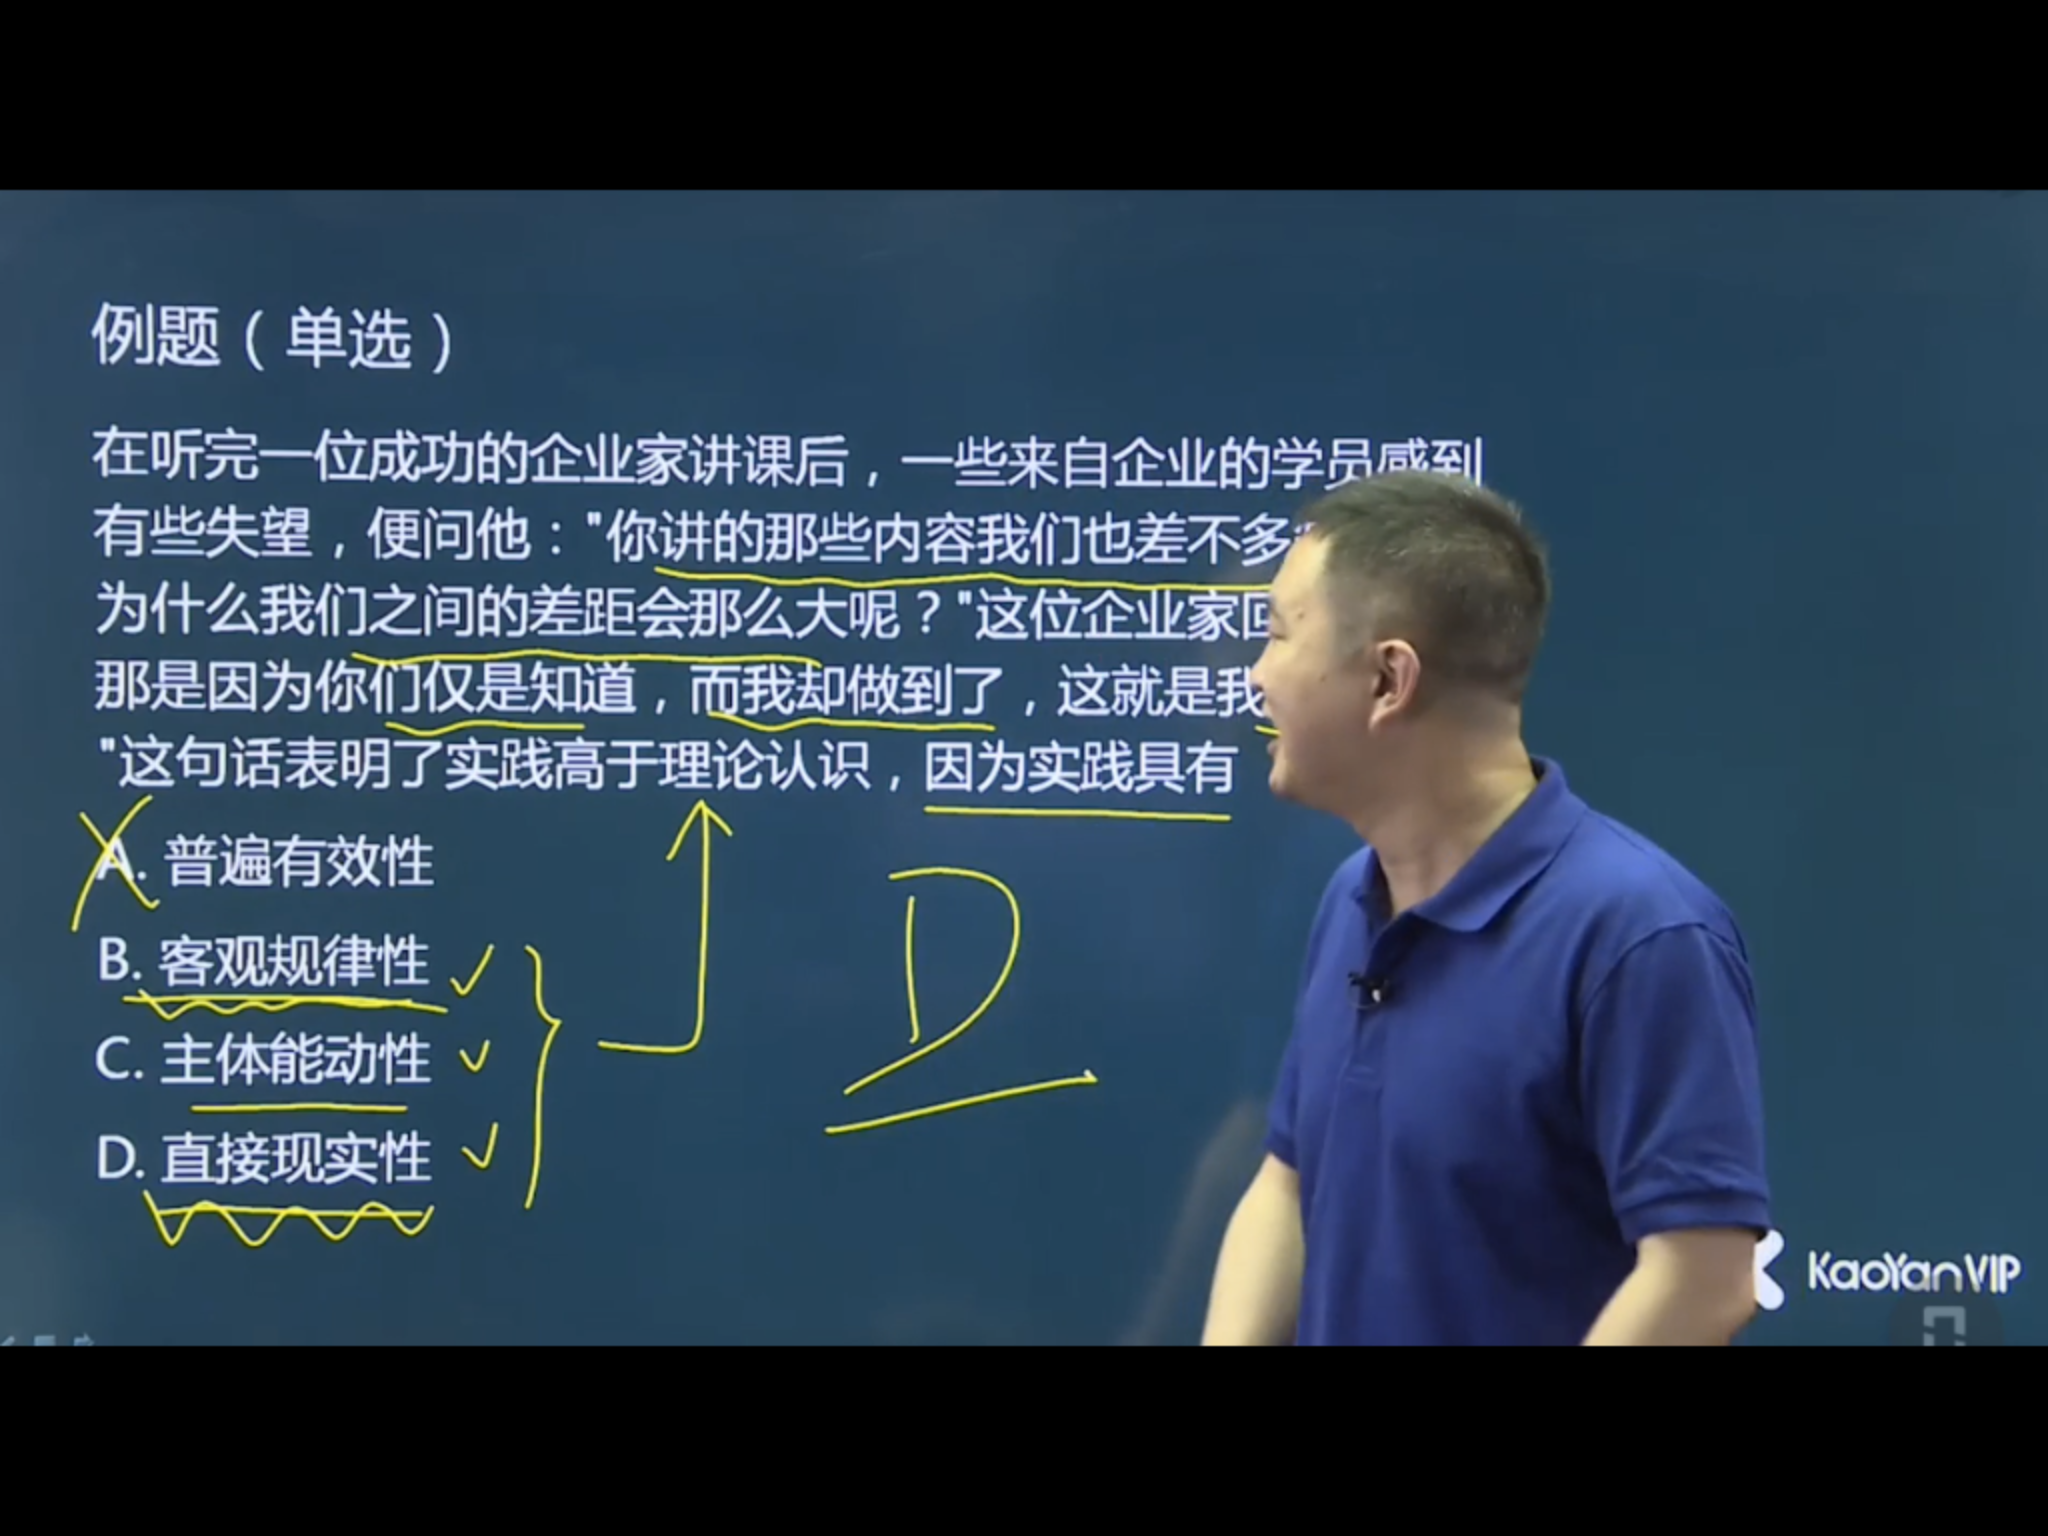 例题（单选）
在听完一位成功的企业家讲课后，一些来自企业的学员感到
有些失望，便问他："你讲的那些内容我们也差不多
为什么我们之间的差距会那么大呢？"这位企业家回
那是因为你们仅是知道，而我却做到了，这就是我
"这句话表明了实践高于理论认识，因为实践具有
A. 普遍有效性
B. 客观规律性
C. 主体能动性
D. 直接现实性
D
KaoYanVIP